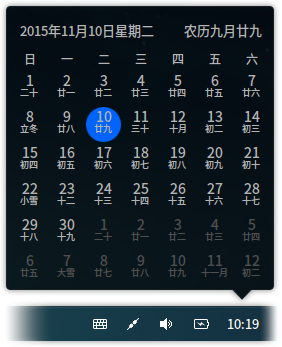 2015年11月10日星期二 农历九月廿九
日 一 二 三 四 五 六
1 2 3 4 5 6 7
二十 廿一 廿二 廿三 廿四 廿五 廿六
8 9 10 11 12 13 14
立冬 廿八 廿九 三十 十月 初二 初三
15 16 17 18 19 20 21
初四 初五 初六 初七 初八 初九 初十
22 23 24 25 26 27 28
小雪 十二 十三 十四 十五 十六 十七
29 30 1 2 3 4 5
十八 十九 二十 廿一 廿二 廿三 廿四
6 7 8 9 10 11 12
廿五 大雪 廿七 廿八 廿九 十一月 初二
10:19